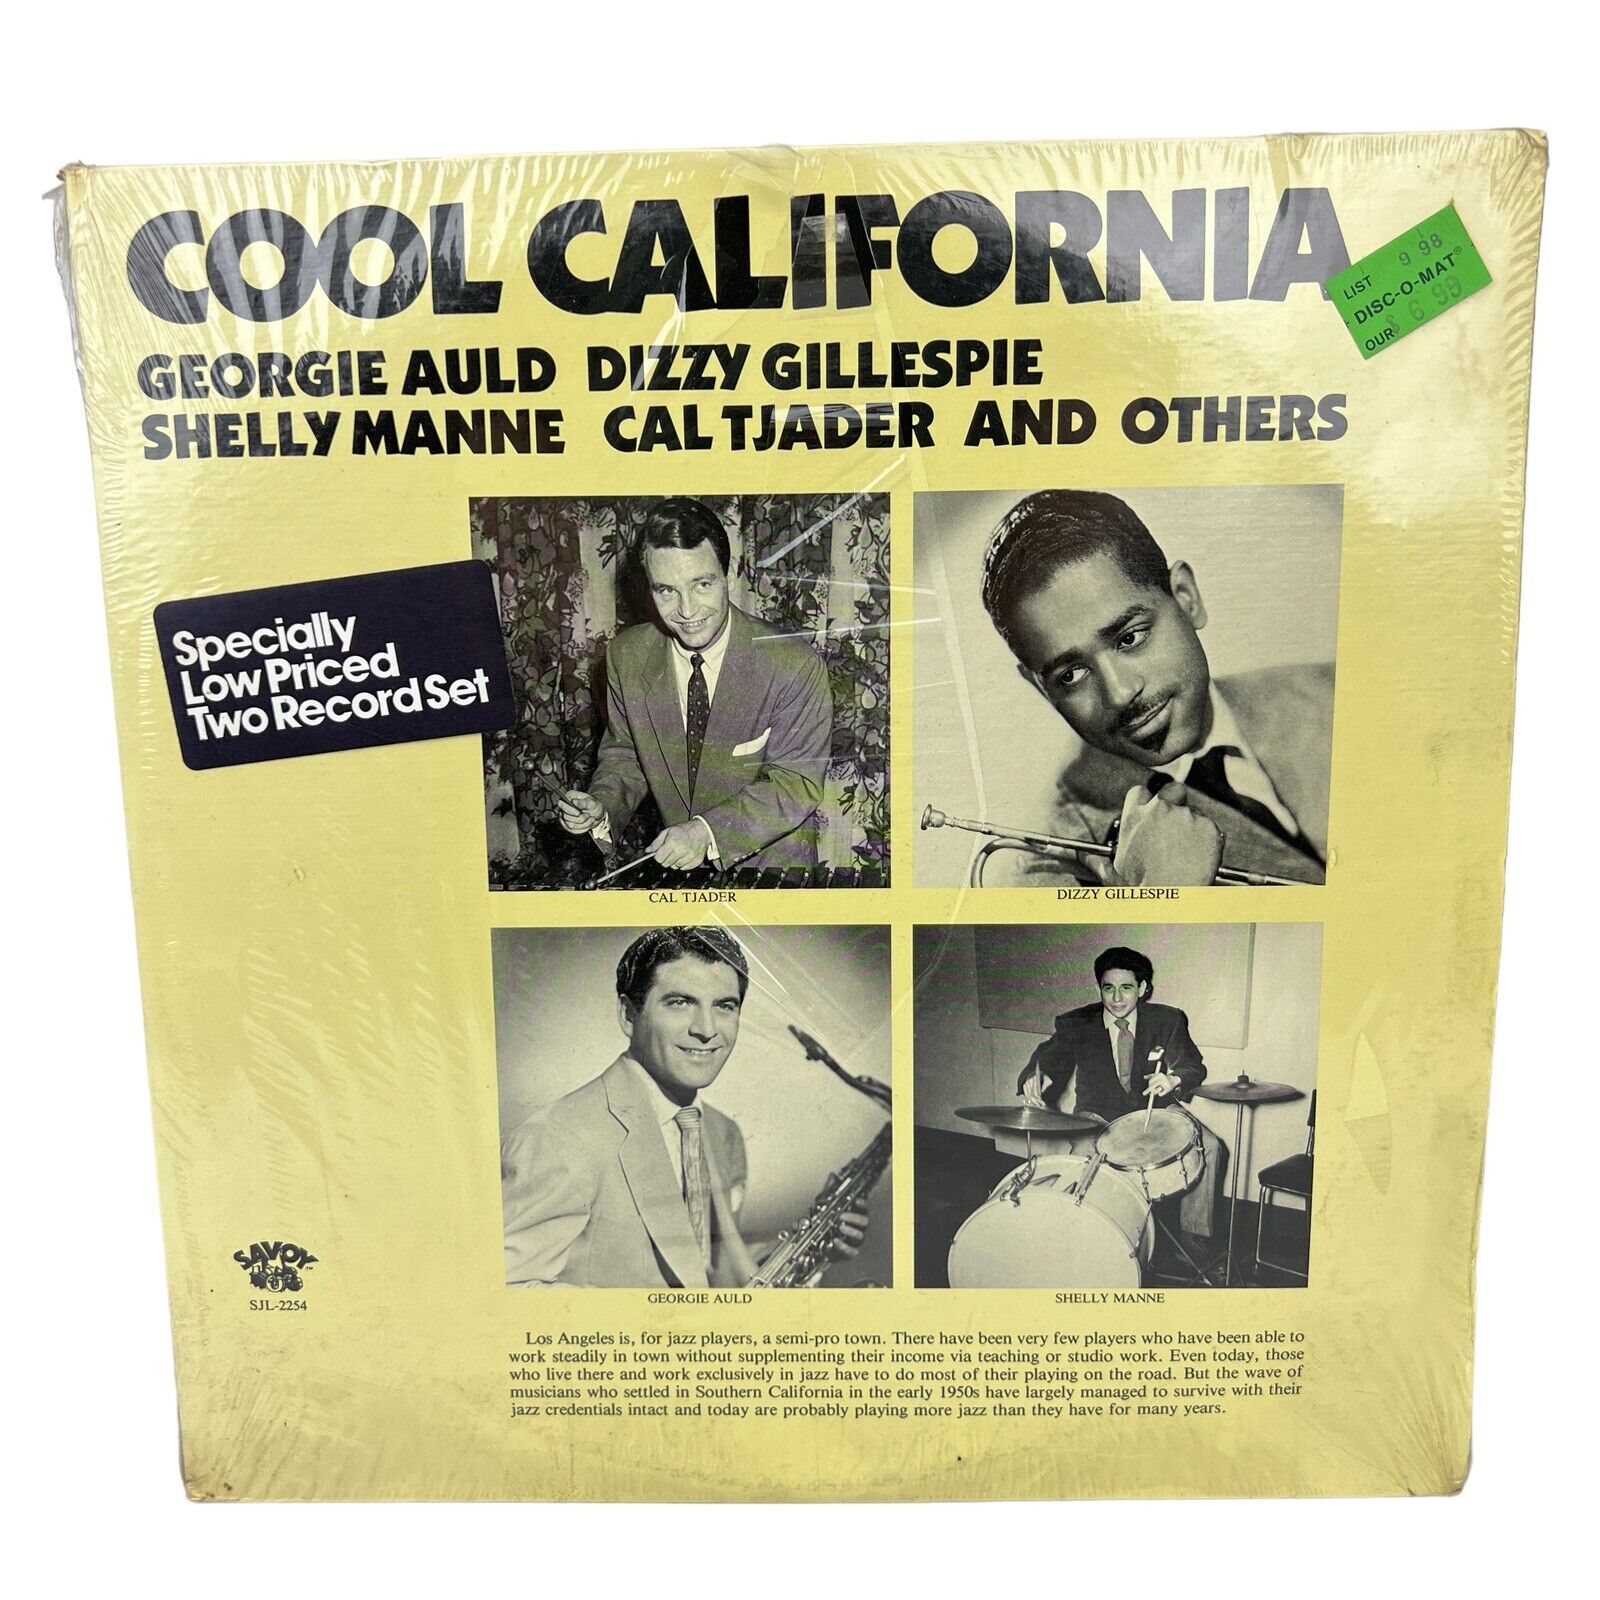 COOL CALIFORNIA
LIST 9 98
DISC-O-MAT®
OUR $ 6.99
GEORGIE AULD DIZZY GILLESPIE
SHELLY MANNE CAL TJADER AND OTHERS
Specially
Low Priced
Two Record Set
CAL TJADER
DIZZY GILLESPIE
GEORGIE AULD
SHELLY MANNE
SAVOY™
SJL-2254
Los Angeles is, for jazz players, a semi-pro town. There have been very few players who have been able to
work steadily in town without supplementing their income via teaching or studio work. Even today, those
who live there and work exclusively in jazz have to do most of their playing on the road. But the wave of
musicians who settled in Southern California in the early 1950s have largely managed to survive with their
jazz credentials intact and today are probably playing more jazz than they have for many years.